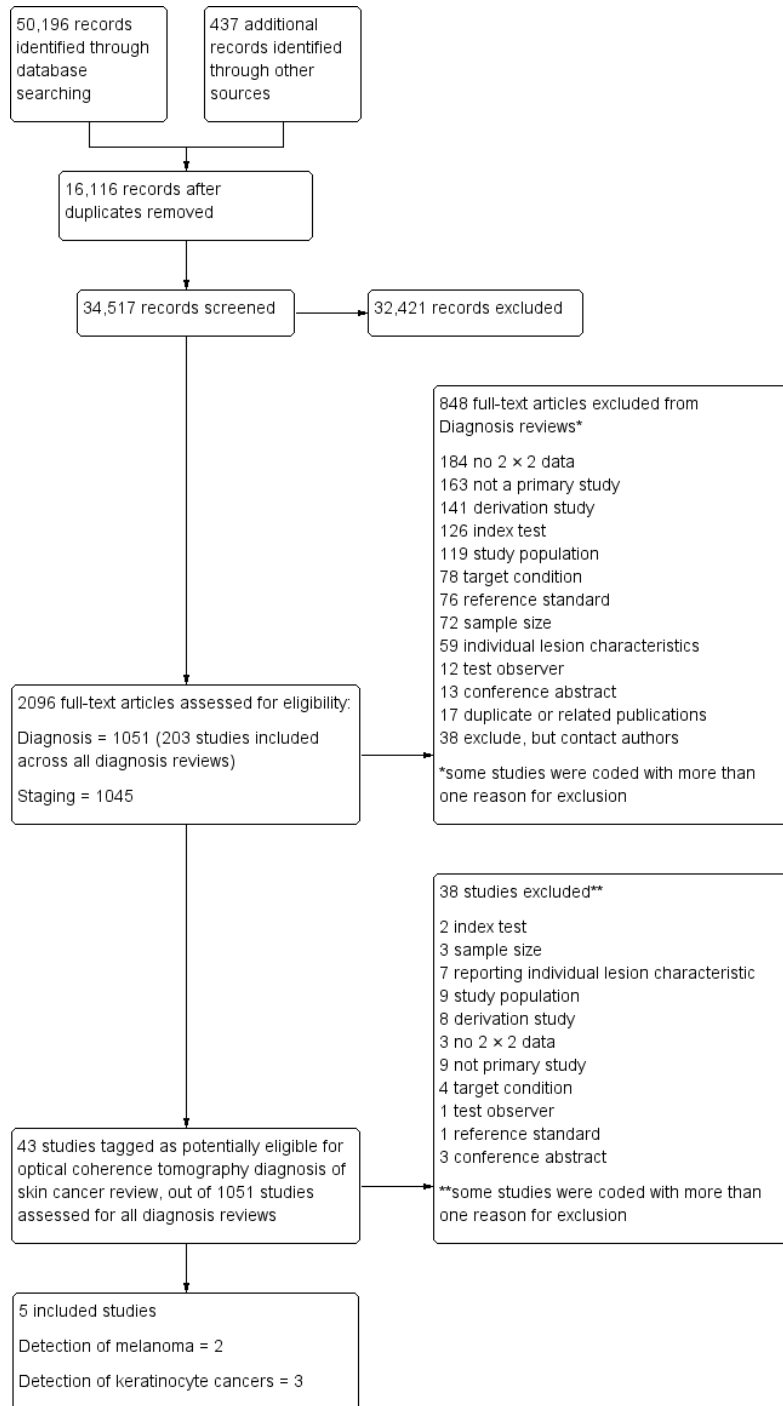 50,196 records
identified through
database
searching
437 additional
records identified
through other
sources
16,116 records after
duplicates removed
34,517 records screened
32,421 records excluded
848 full-text articles excluded from
Diagnosis reviews*
184 no 2 × 2 data
163 not a primary study
141 derivation study
126 index test
119 study population
78 target condition
76 reference standard
72 sample size
59 individual lesion characteristics
12 test observer
13 conference abstract
17 duplicate or related publications
38 exclude, but contact authors
*some studies were coded with more than
one reason for exclusion
2096 full-text articles assessed for eligibility:
Diagnosis = 1051 (203 studies included
across all diagnosis reviews)
Staging = 1045
38 studies excluded**
2 index test
3 sample size
7 reporting individual lesion characteristic
9 study population
8 derivation study
3 no 2 × 2 data
9 not primary study
4 target condition
1 test observer
1 reference standard
3 conference abstract
**some studies were coded with more than
one reason for exclusion
43 studies tagged as potentially eligible for
optical coherence tomography diagnosis of
skin cancer review, out of 1051 studies
assessed for all diagnosis reviews
5 included studies
Detection of melanoma = 2
Detection of keratinocyte cancers = 3